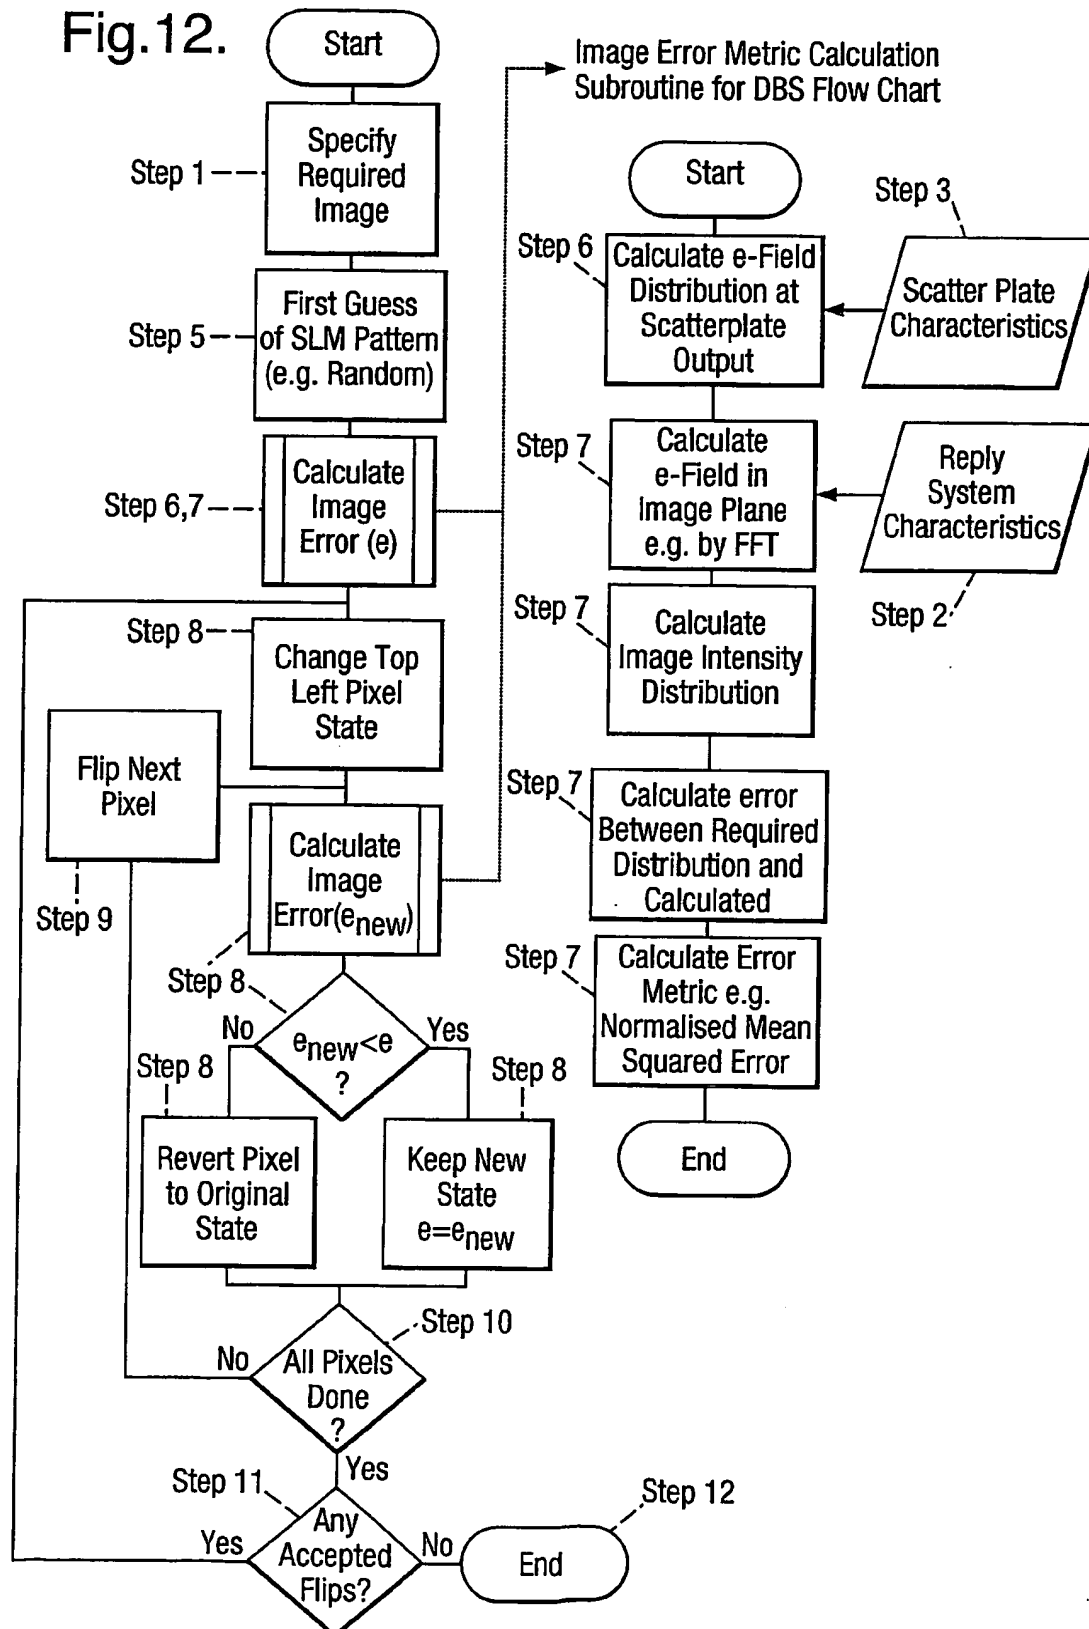 Fig.12.
Start
Step 1
Specify
Required
Image
Step 5
First Guess
of SLM Pattern
(e.g. Random)
Step 6,7
Calculate
Image
Error (e)
Step 8
Change Top
Left Pixel
State
Flip Next
Pixel
Step 9
Calculate
Image
Error(enew)
Step 8
No
enew<e
?
Yes
Step 8
Revert Pixel
to Original
State
Step 8
Keep New
State
e=enew
Step 10
No
All Pixels
Done
?
Yes
Step 11
Yes
Any
Accepted
Flips?
No
Step 12
End
Image Error Metric Calculation
Subroutine for DBS Flow Chart
Start
Step 6
Calculate e-Field
Distribution at
Scatterplate
Output
Step 3
Scatter Plate
Characteristics
Step 7
Calculate
e-Field in
Image Plane
e.g. by FFT
Reply
System
Characteristics
Step 2
Step 7
Calculate
Image Intensity
Distribution
Step 7
Calculate error
Between Required
Distribution and
Calculated
Step 7
Calculate Error
Metric e.g.
Normalised Mean
Squared Error
End